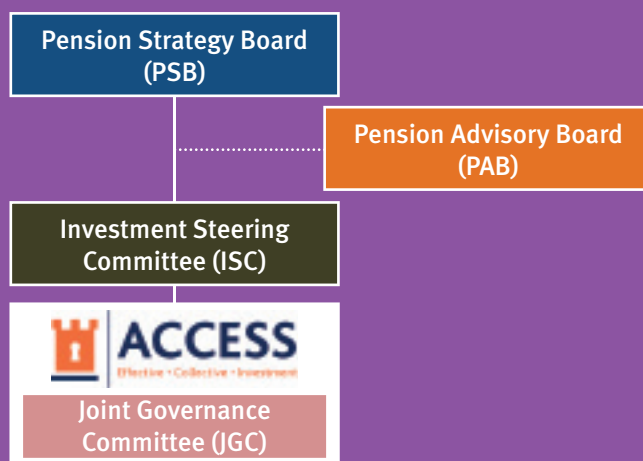 Pension Strategy Board
(PSB)
Pension Advisory Board
(PAB)
Investment Steering
Committee (ISC)
ACCESS
Effective • Collective • Investment
Joint Governance
Committee (JGC)